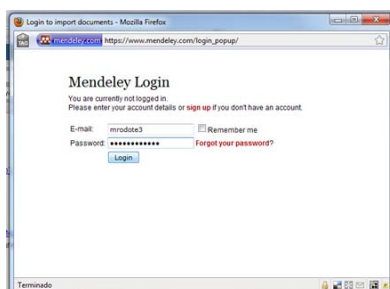 Login to import documents - Mozilla Firefox
mendeley.com https://www.mendeley.com/login_popup/
Mendeley Login
You are currently not logged in.
Please enter your account details or sign up if you don't have an account.
E-mail: mrodote3 Remember me
Password: •••••••••••• Forgot your password?
Login
Terminado